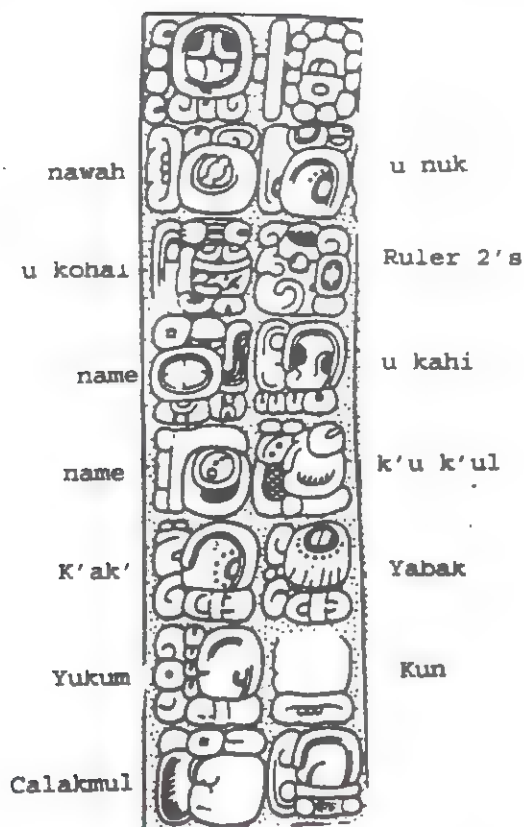 nawah u nuk
u kohai Ruler 2's
name u kahi
name k'u k'ul
K'ak' Yabak
Yukum Kun
Calakmul